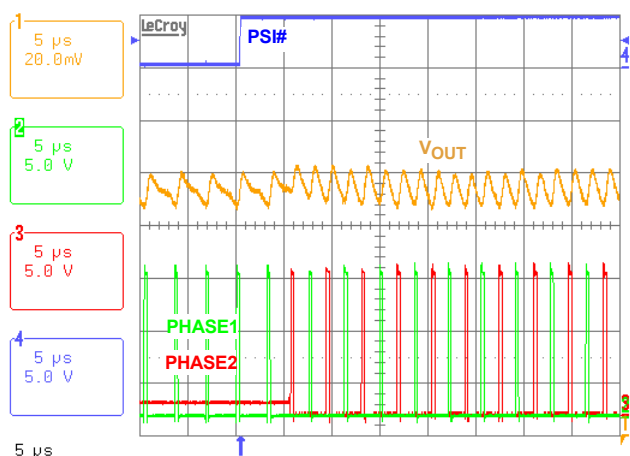 1
5 µs
20.0mV
2
5 µs
5.0 V
3
5 µs
5.0 V
4
5 µs
5.0 V
5 µs
LeCroy
PSI#
4
VOUT
PHASE1
PHASE2